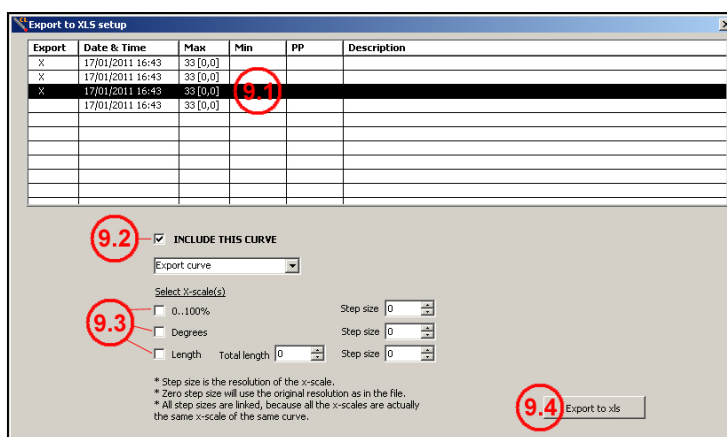 Export to XLS setup
Export Date & Time Max Min PP Description
X 17/01/2011 16:43 33 [0,0]
X 17/01/2011 16:43 33 [0,0]
X 17/01/2011 16:43 33 [0,0] 9.1
17/01/2011 16:43 33 [0,0]
9.2 INCLUDE THIS CURVE
Export curve
Select X-scale(s)
0..100% Step size 0
9.3 Degrees Step size 0
Length Total length 0 Step size 0
* Step size is the resolution of the x-scale.
* Zero step size will use the original resolution as in the file.
* All step sizes are linked, because all the x-scales are actually
the same x-scale of the same curve.
9.4 Export to xls